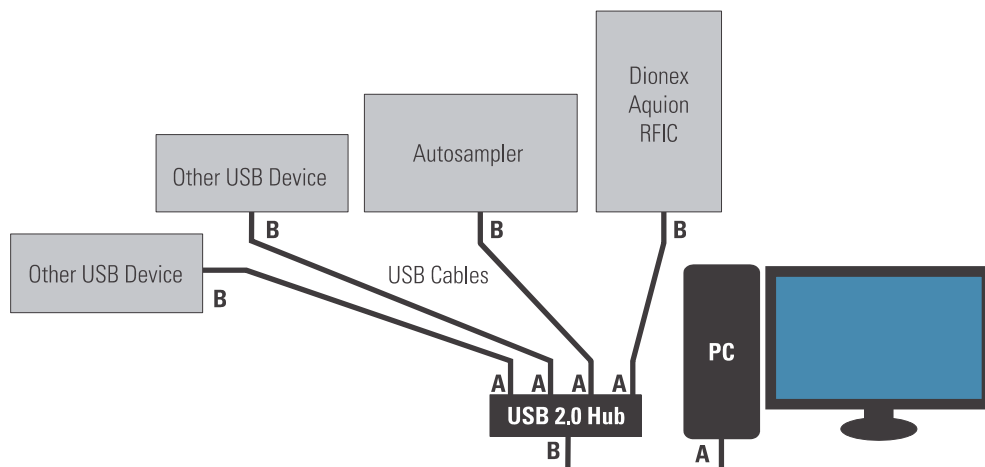 Dionex
Aquion
RFIC
Autosampler
Other USB Device
B
B
B
Other USB Device
USB Cables
B
PC
A
A
A
A
USB 2.0 Hub
B
A